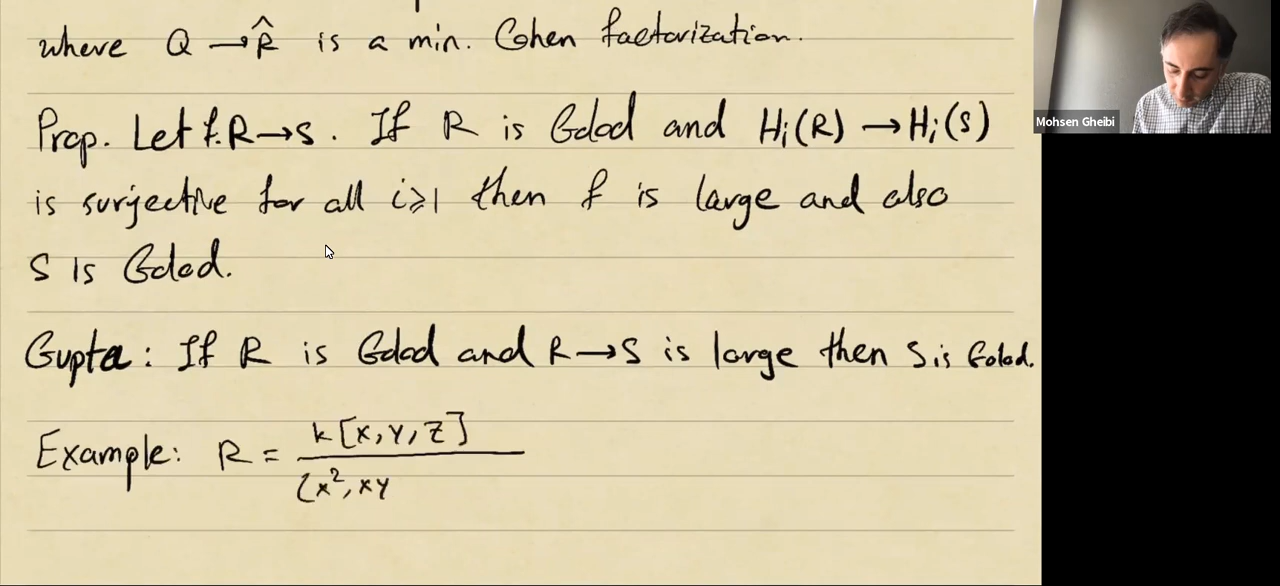 where Q → R̂ is a min. Cohen factorization.
Prop. Let f: R → S. If R is Golod and Hᵢ(R) → Hᵢ(S)
is surjective for all i ≥ 1 then f is large and also
S is Golod.
Gupta: If R is Golod and R → S is large then S is Golod.
Example: R = k[x, y, z] / (x², xy
Mohsen Gheibi